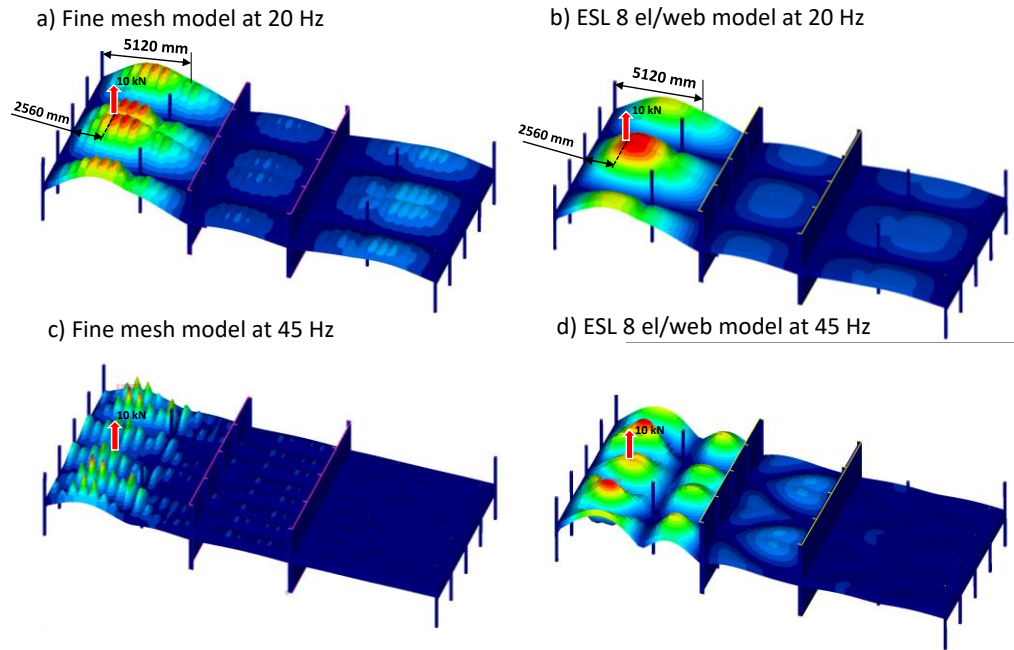 a) Fine mesh model at 20 Hz
b) ESL 8 el/web model at 20 Hz
5120 mm
10 kN
2560 mm
5120 mm
10 kN
2560 mm
c) Fine mesh model at 45 Hz
d) ESL 8 el/web model at 45 Hz
10 kN
10 kN